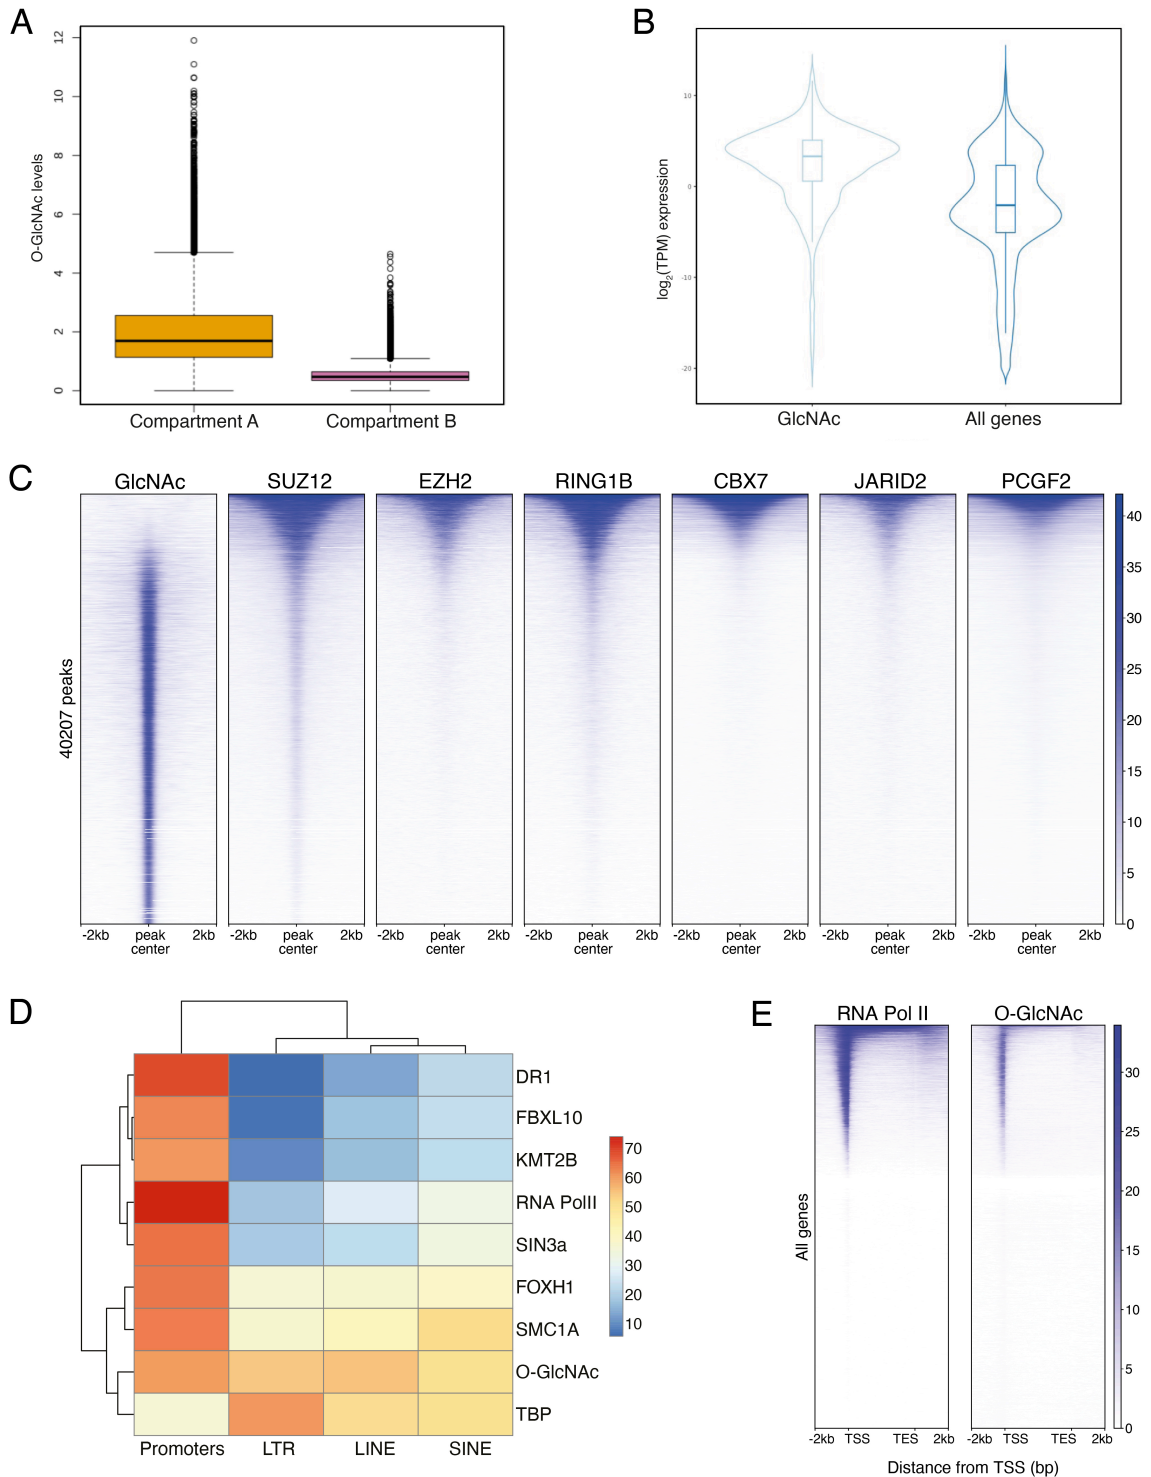 A
B
12
10
8
6
4
2
0
O-GlcNAc levels
Compartment A
Compartment B
10
0
-10
-20
log2(TPM) expression
GlcNAc
All genes
C
GlcNAc
SUZ12
EZH2
RING1B
CBX7
JARID2
PCGF2
40207 peaks
40
35
30
25
20
15
10
5
0
-2kb peak center 2kb
-2kb peak center 2kb
-2kb peak center 2kb
-2kb peak center 2kb
-2kb peak center 2kb
-2kb peak center 2kb
-2kb peak center 2kb
D
DR1
FBXL10
KMT2B
RNA PolII
SIN3a
FOXH1
SMC1A
O-GlcNAc
TBP
Promoters
LTR
LINE
SINE
70
60
50
40
30
20
10
E
RNA Pol II
O-GlcNAc
All genes
30
25
20
15
10
5
0
-2kb TSS TES 2kb
-2kb TSS TES 2kb
Distance from TSS (bp)